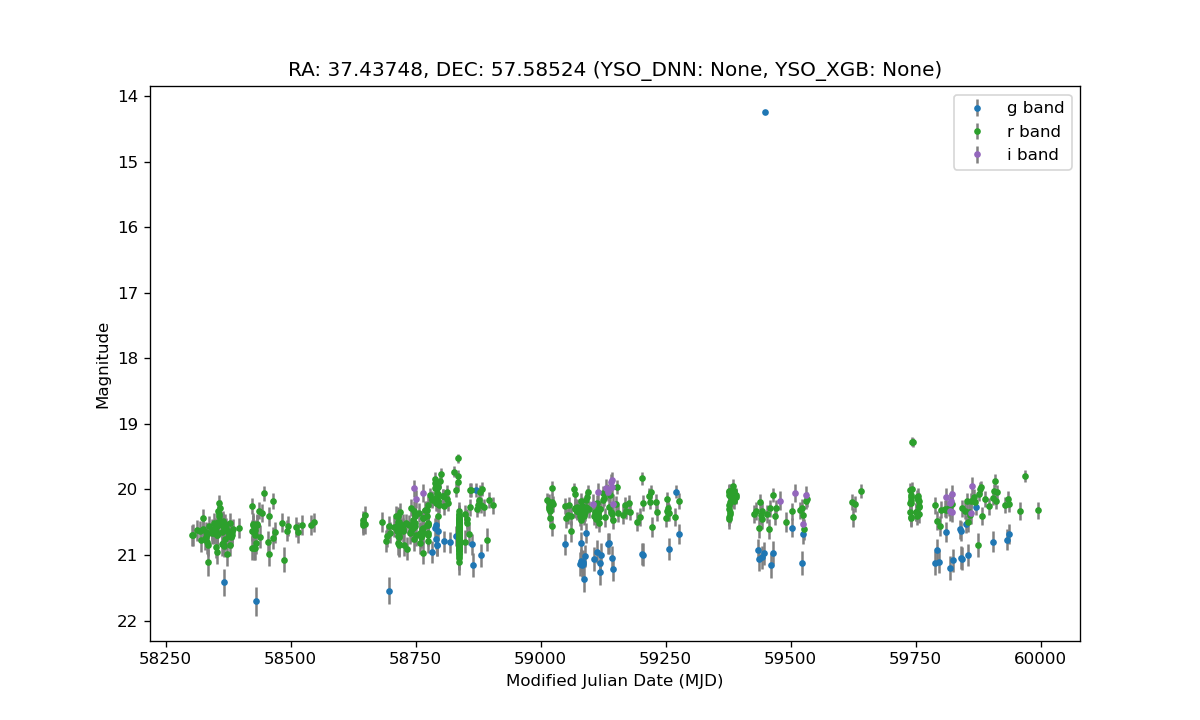 RA: 37.43748, DEC: 57.58524 (YSO_DNN: None, YSO_XGB: None)
g band
r band
i band
14
15
16
17
18
19
20
21
22
Magnitude
58250
58500
58750
59000
59250
59500
59750
60000
Modified Julian Date (MJD)